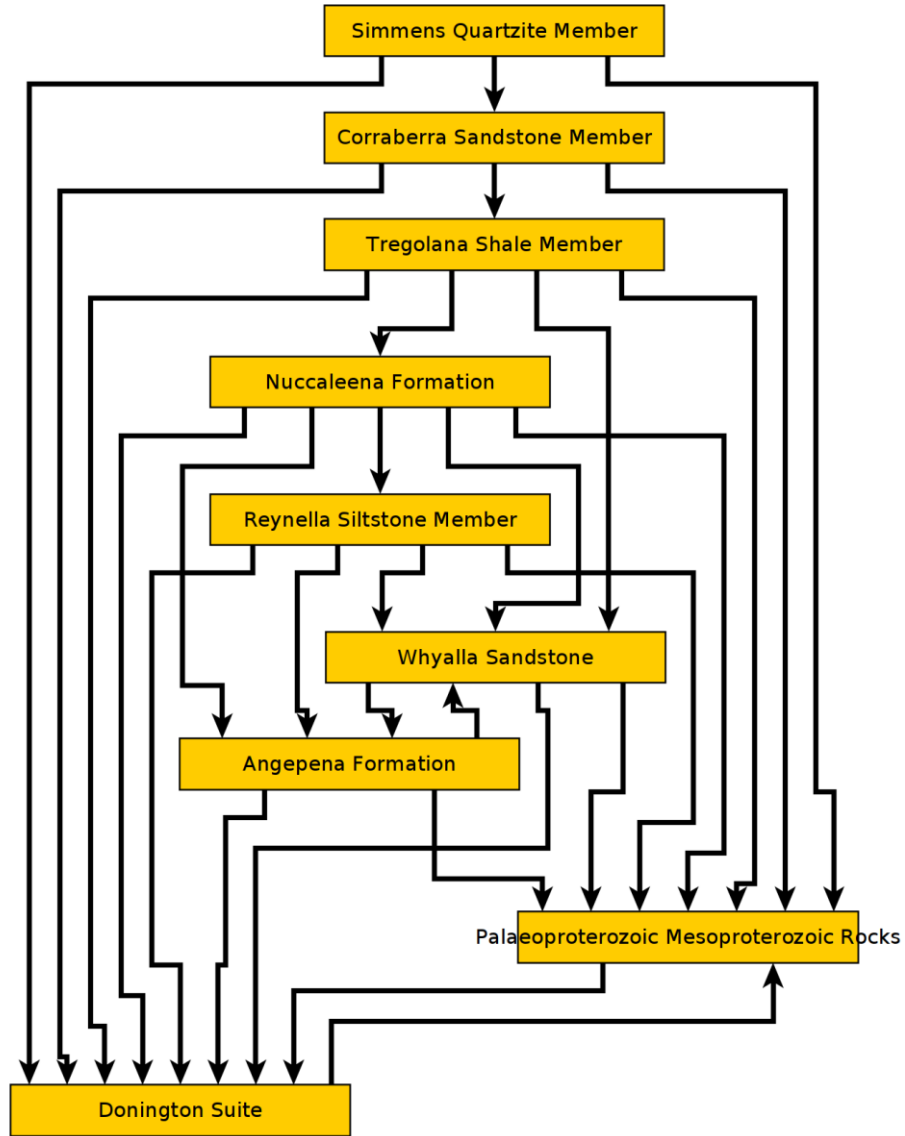 Simmens Quartzite Member
Corraberra Sandstone Member
Tregolana Shale Member
Nuccaleena Formation
Reynella Siltstone Member
Whyalla Sandstone
Angepena Formation
Palaeoproterozoic Mesoproterozoic Rocks
Donington Suite